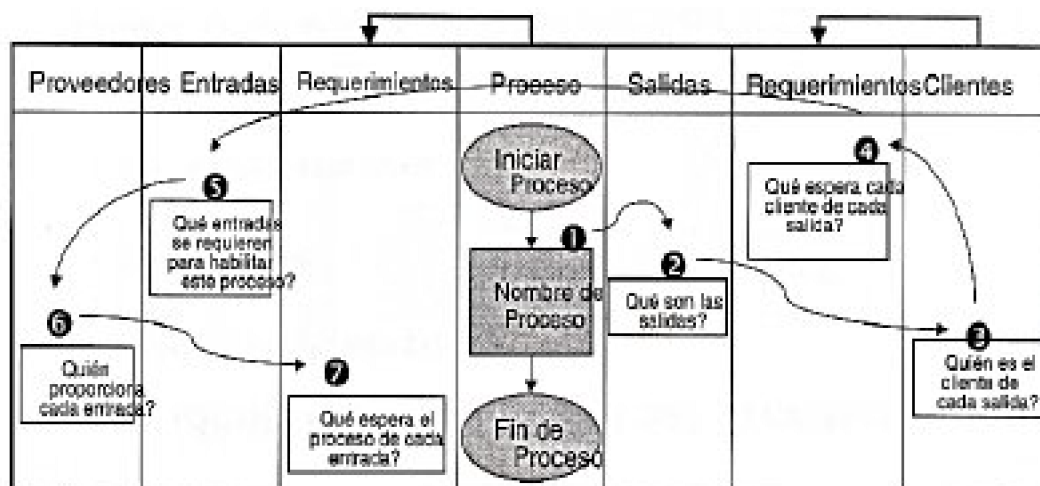 Proveedores Entradas Requerimientos Proceso Salidas Requerimientos Clientes
Iniciar
Proceso
1
Nombre de
Proceso
Fin de
Proceso
2
Qué son las
salidas?
3
Quién es el
cliente de
cada salida?
4
Qué espera cada
cliente de cada
salida?
5
Qué entradas
se requieren
para habilitar
este proceso?
6
Quién
proporciona
cada entrada?
7
Qué espera el
proceso de cada
entrada?